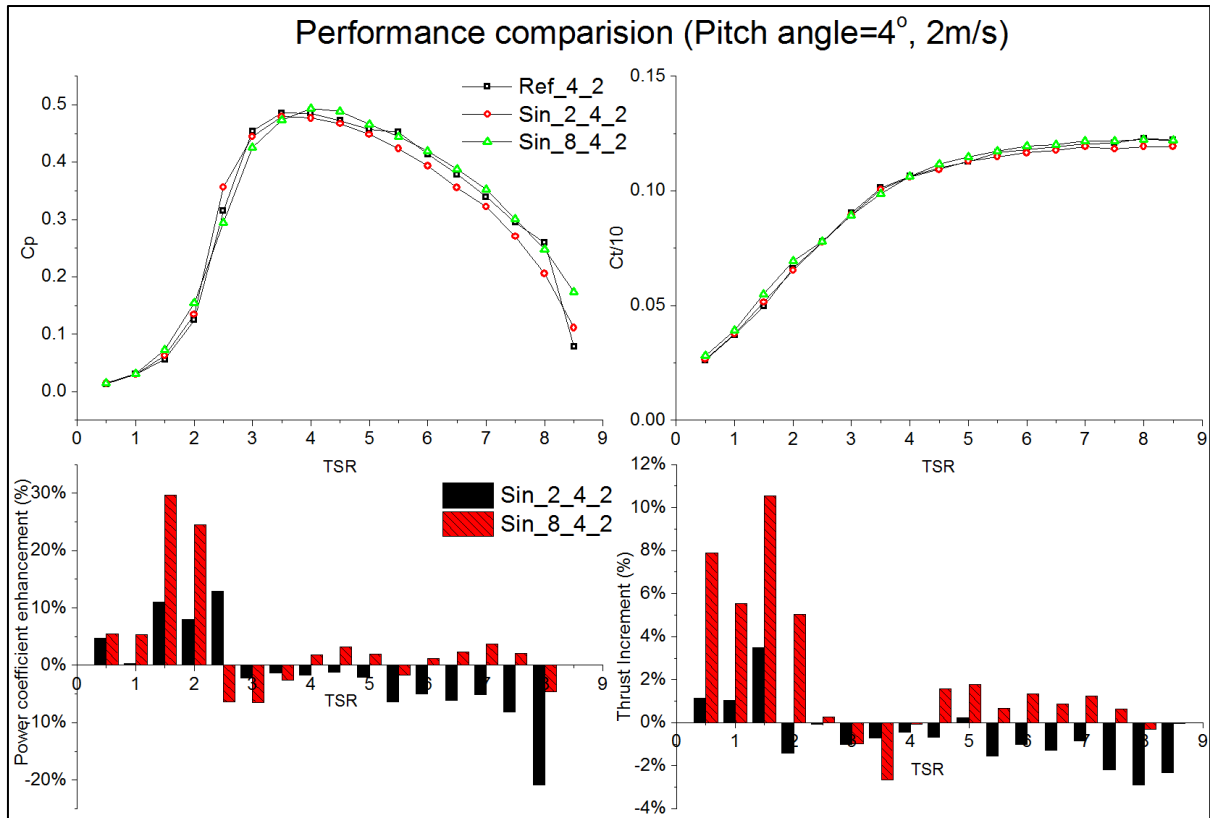 Performance comparision (Pitch angle=4°, 2m/s)
Ref_4_2
Sin_2_4_2
Sin_8_4_2
Cp
0.5
0.4
0.3
0.2
0.1
0.0
0 1 2 3 4 5 6 7 8 9
TSR
Ct/10
0.15
0.10
0.05
0.00
0 1 2 3 4 5 6 7 8 9
TSR
Power coefficient enhancement (%)
30%
20%
10%
0%
10%
-20%
Sin_2_4_2
Sin_8_4_2
0 1 2 3 4 5 6 7 8 9
TSR
Thrust Increment (%)
12%
10%
8%
6%
4%
2%
0%
-2%
-4%
0 1 2 3 4 5 6 7 8 9
TSR